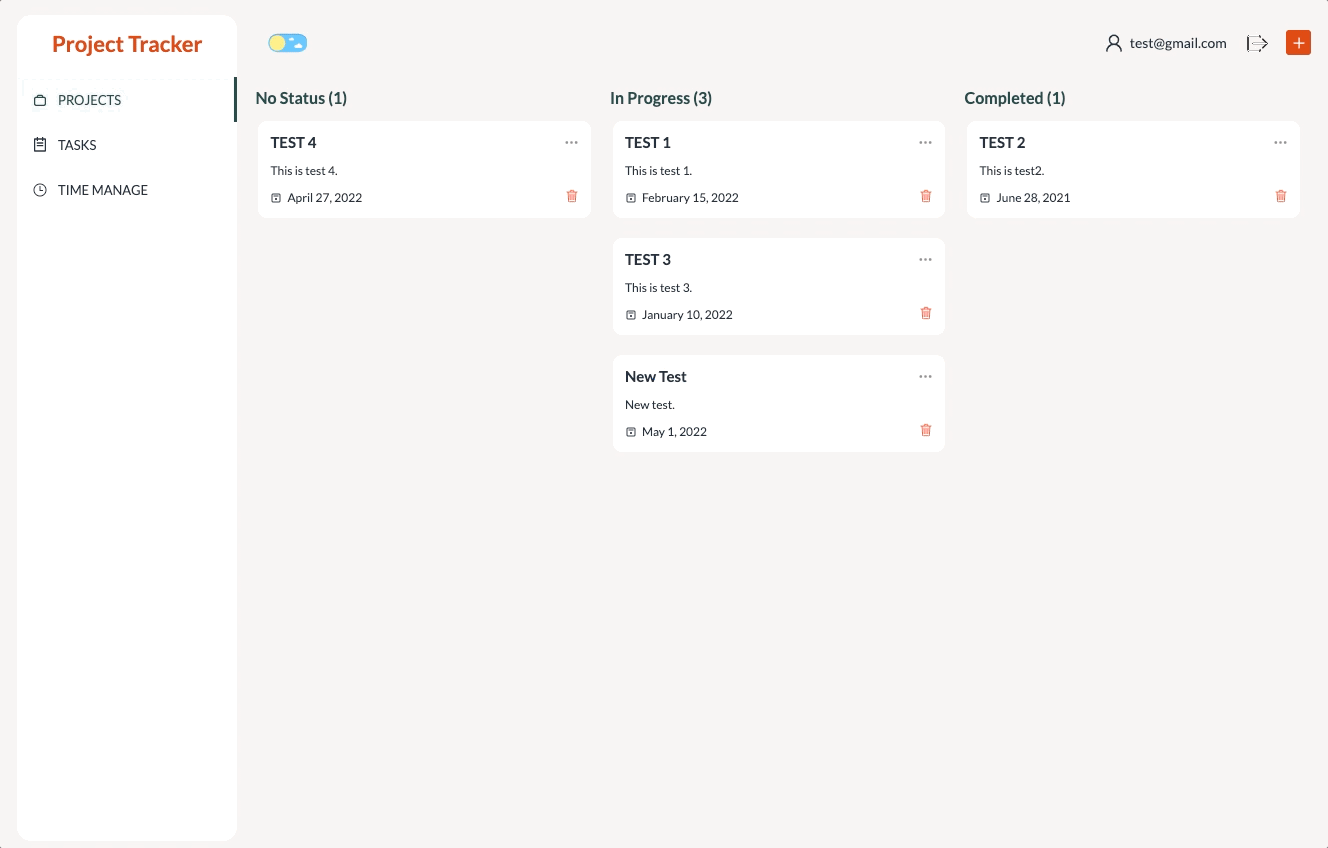 Project Tracker
PROJECTS
TASKS
TIME MANAGE
test@gmail.com
No Status (1)
TEST 4
This is test 4.
April 27, 2022
In Progress (3)
TEST 1
This is test 1.
February 15, 2022
TEST 3
This is test 3.
January 10, 2022
New Test
New test.
May 1, 2022
Completed (1)
TEST 2
This is test2.
June 28, 2021